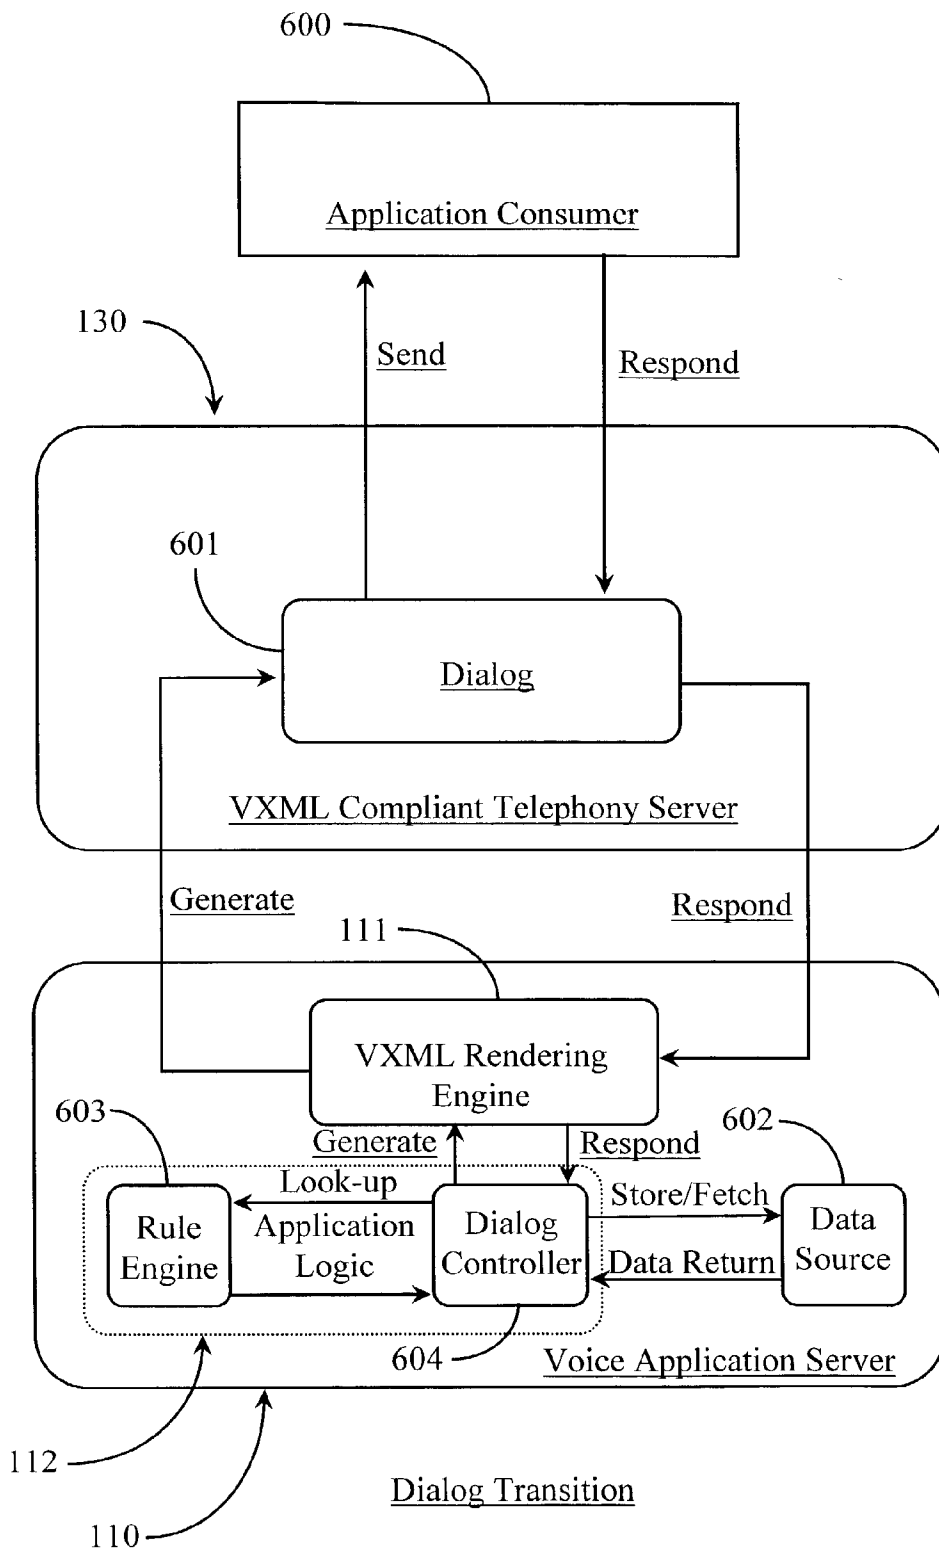 600
Application Consumer
130
Send
Respond
601
Dialog
VXML Compliant Telephony Server
Generate
Respond
111
VXML Rendering
Engine
603
602
Generate
Respond
Look-up
Store/Fetch
Rule
Engine
Application
Logic
Dialog
Controller
Data
Source
Data Return
604
Voice Application Server
112
Dialog Transition
110